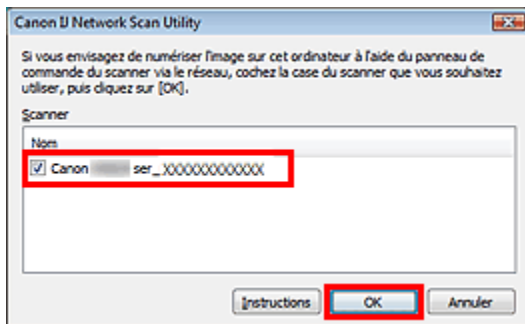 Canon IJ Network Scan Utility
Si vous envisagez de numériser l'image sur cet ordinateur à l'aide du panneau de
commande du scanner via le réseau, cochez la case du scanner que vous souhaitez
utiliser, puis cliquez sur [OK].
Scanner
Nom
Canon ser_XXXXXXXXXXXXX
Instructions OK Annuler